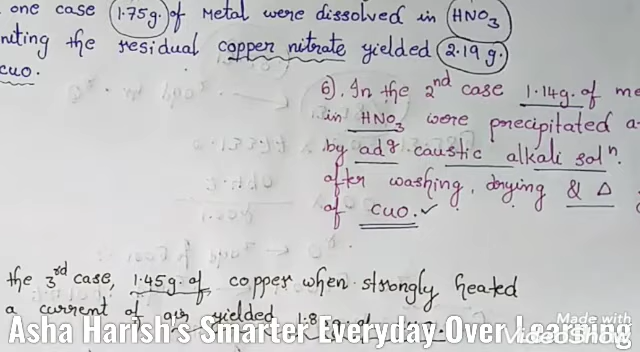 one case 1.75g. of metal were dissolved in HNO3
niting the residual copper nitrate yielded 2.19 g.
cuo.
6). In the 2nd case 1.14g. of me
in HNO3 were precipitated a
by adg caustic alkali soln.
after washing, drying & Δ
of cuo. ✓
the 3rd case, 1.45g. of copper when strongly heated
a current of yielded 1.8
Made with
VideoShow
Asha Harish's Smarter Everyday Over Learning